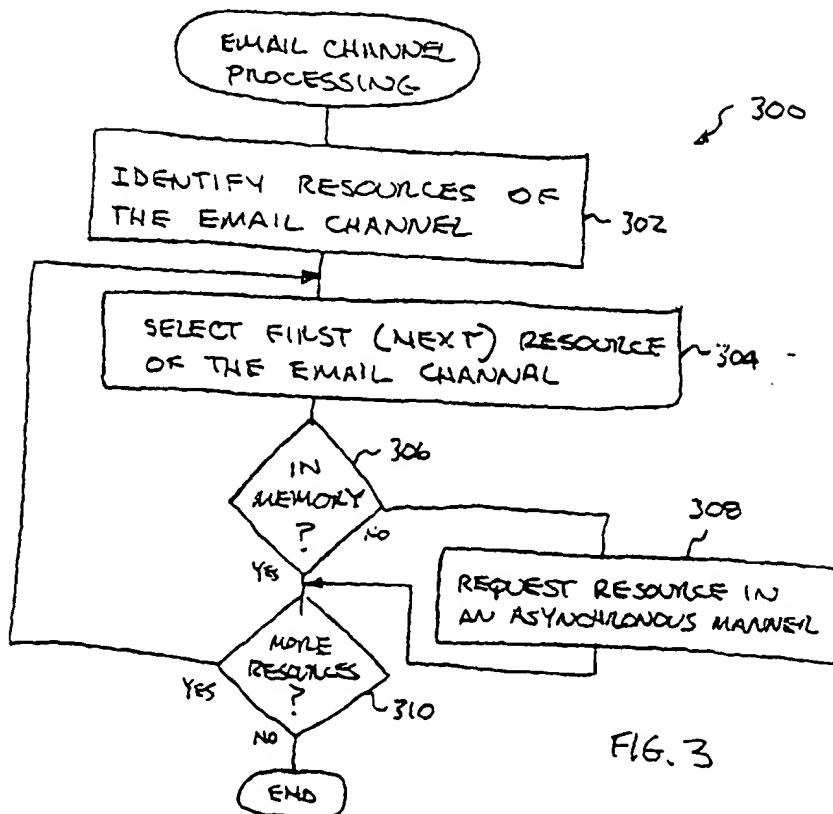 EMAIL CHANNEL
PROCESSING
300
IDENTIFY RESOURCES OF
THE EMAIL CHANNEL
302
SELECT FIRST (NEXT) RESOURCE
OF THE EMAIL CHANNAL
304
306
IN
MEMORY
?
NO
YES
308
REQUEST RESOURCE IN
AN ASYNCHRONOUS MANNER
MORE
RESOURCES
?
YES
310
NO
END
FIG. 3